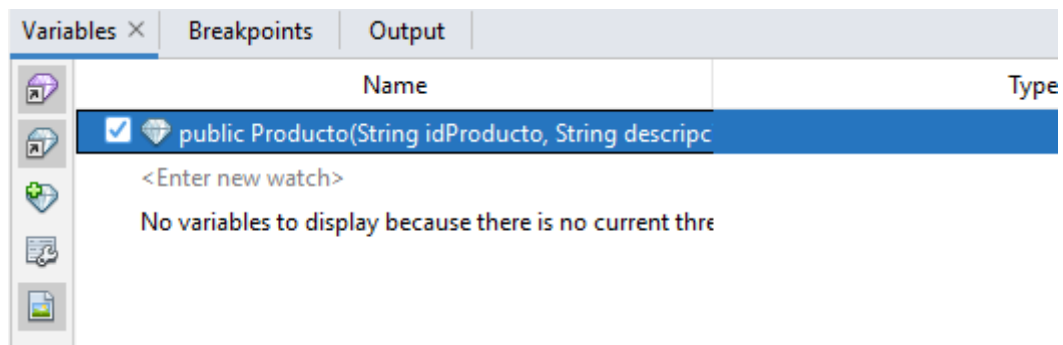 Variables Breakpoints Output
Name Type
public Producto(String idProducto, String descripc
<Enter new watch>
No variables to display because there is no current thre